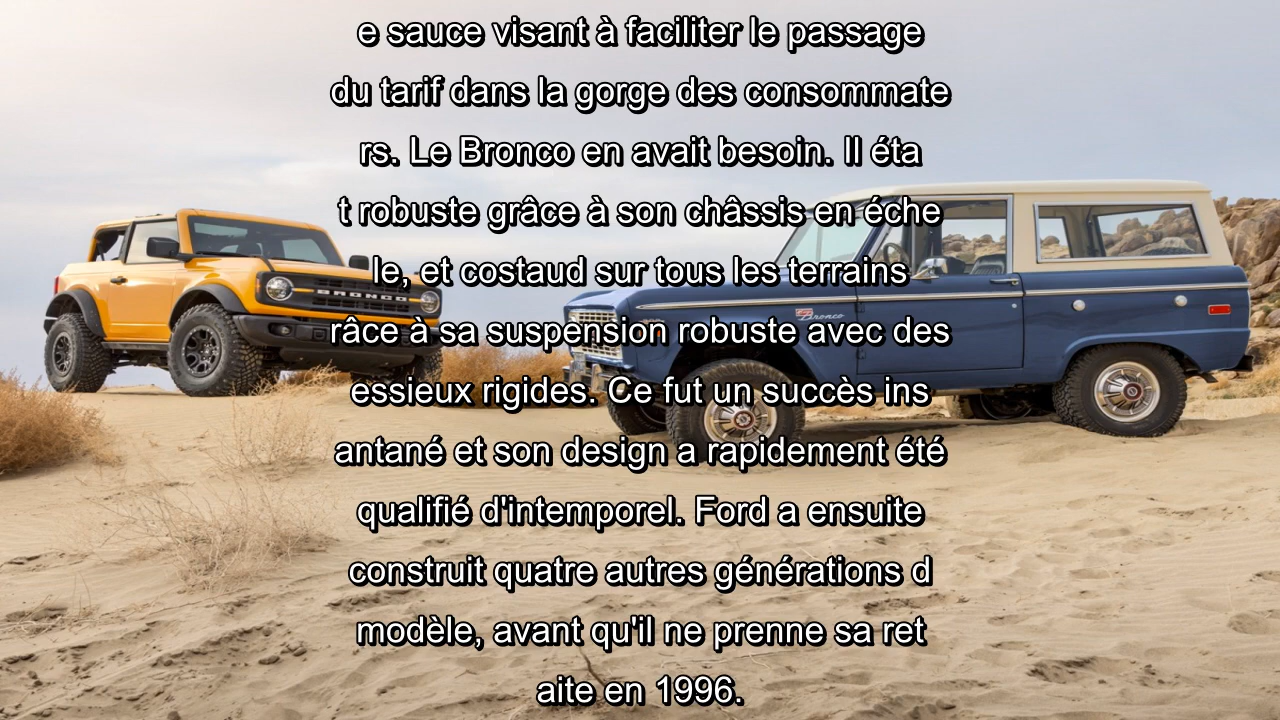 e sauce visant à faciliter le passage
du tarif dans la gorge des consommate
rs. Le Bronco en avait besoin. Il éta
t robuste grâce à son châssis en éche
le, et costaud sur tous les terrains
râce à sa suspension robuste avec des
essieux rigides. Ce fut un succès ins
antané et son design a rapidement été
qualifié d'intemporel. Ford a ensuite
construit quatre autres générations d
modèle, avant qu'il ne prenne sa ret
aite en 1996.
BRONCO
Bronco